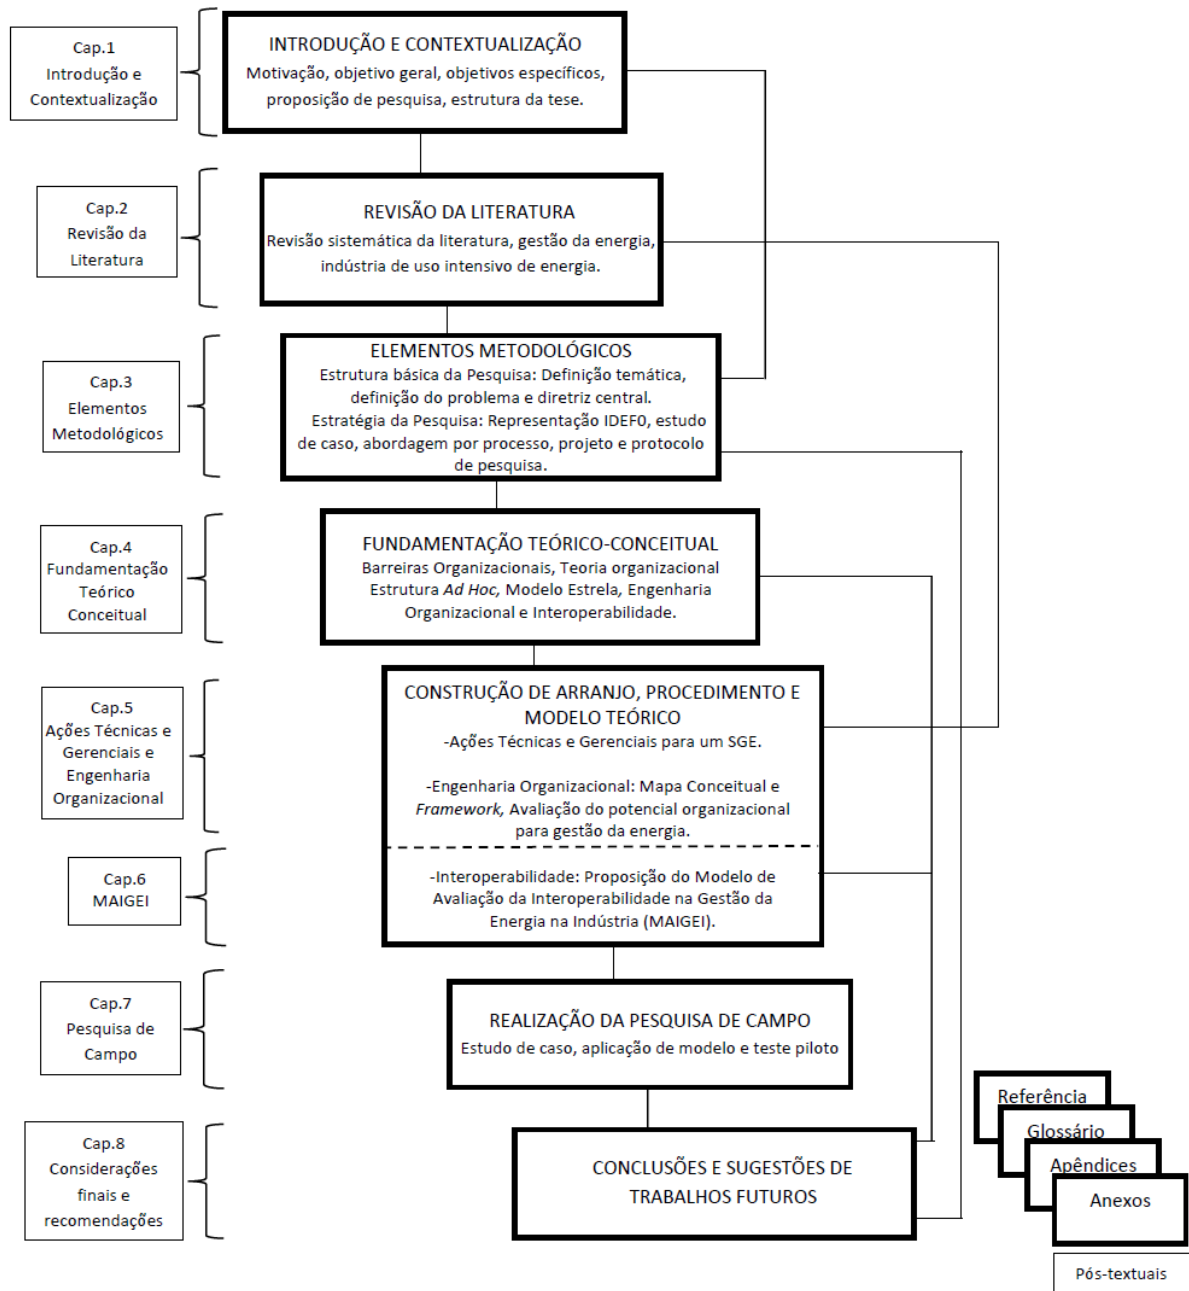 Cap.1
Introdução e
Contextualização
INTRODUÇÃO E CONTEXTUALIZAÇÃO
Motivação, objetivo geral, objetivos específicos,
proposição de pesquisa, estrutura da tese.
Cap.2
Revisão da
Literatura
REVISÃO DA LITERATURA
Revisão sistemática da literatura, gestão da energia,
indústria de uso intensivo de energia.
Cap.3
Elementos
Metodológicos
ELEMENTOS METODOLÓGICOS
Estrutura básica da Pesquisa: Definição temática,
definição do problema e diretriz central.
Estratégia da Pesquisa: Representação IDEF0, estudo
de caso, abordagem por processo, projeto e protocolo
de pesquisa.
Cap.4
Fundamentação
Teórico
Conceitual
FUNDAMENTAÇÃO TEÓRICO-CONCEITUAL
Barreiras Organizacionais, Teoria organizacional
Estrutura Ad Hoc, Modelo Estrela, Engenharia
Organizacional e Interoperabilidade.
Cap.5
Ações Técnicas e
Gerenciais e
Engenharia
Organizacional
CONSTRUÇÃO DE ARRANJO, PROCEDIMENTO E
MODELO TEÓRICO
-Ações Técnicas e Gerenciais para um SGE.
-Engenharia Organizacional: Mapa Conceitual e
Framework, Avaliação do potencial organizacional
para gestão da energia.
Cap.6
MAIGEI
-Interoperabilidade: Proposição do Modelo de
Avaliação da Interoperabilidade na Gestão da
Energia na Indústria (MAIGEI).
Cap.7
Pesquisa de
Campo
REALIZAÇÃO DA PESQUISA DE CAMPO
Estudo de caso, aplicação de modelo e teste piloto
Cap.8
Considerações
finais e
recomendações
CONCLUSÕES E SUGESTÕES DE
TRABALHOS FUTUROS
Referência
Glossário
Apêndices
Anexos
Pós-textuais